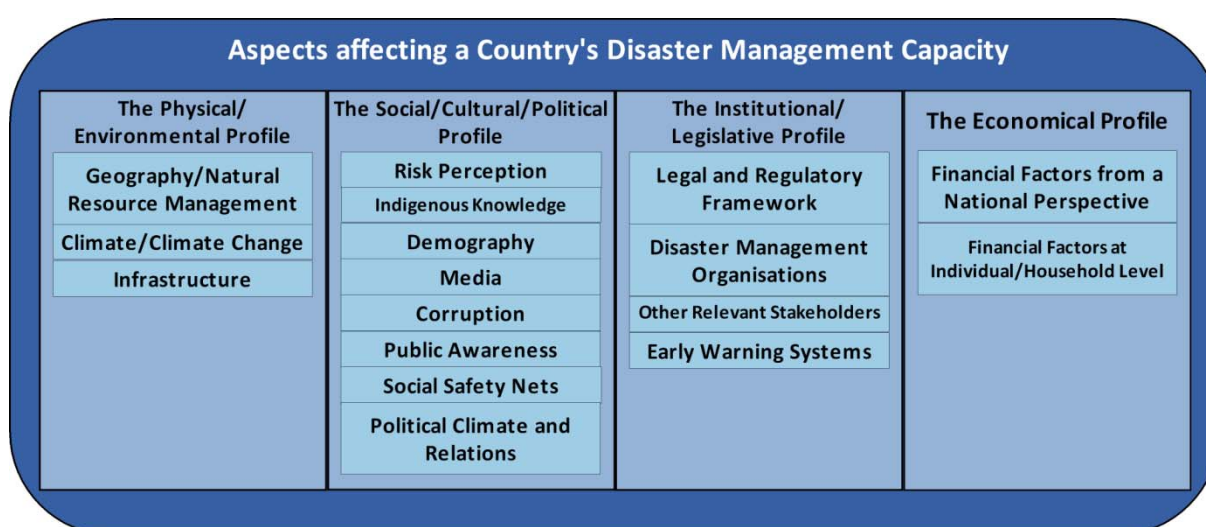 Aspects affecting a Country's Disaster Management Capacity
The Physical/
Environmental Profile
Geography/Natural
Resource Management
Climate/Climate Change
Infrastructure
The Social/Cultural/Political
Profile
Risk Perception
Indigenous Knowledge
Demography
Media
Corruption
Public Awareness
Social Safety Nets
Political Climate and
Relations
The Institutional/
Legislative Profile
Legal and Regulatory
Framework
Disaster Management
Organisations
Other Relevant Stakeholders
Early Warning Systems
The Economical Profile
Financial Factors from a
National Perspective
Financial Factors at
Individual/Household Level